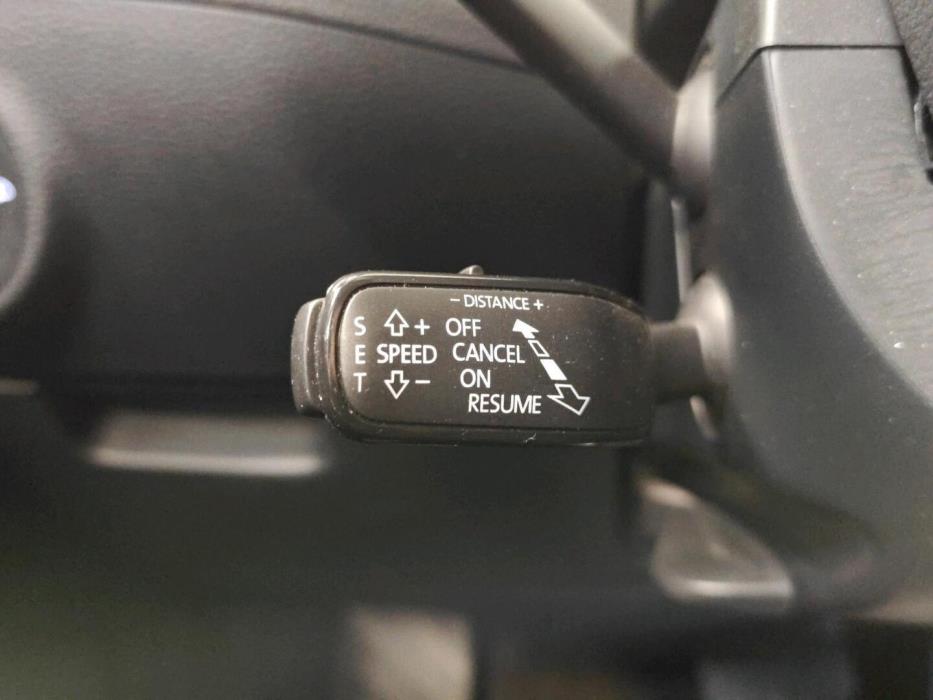 - DISTANCE +
S + OFF
E SPEED CANCEL
T - ON
RESUME